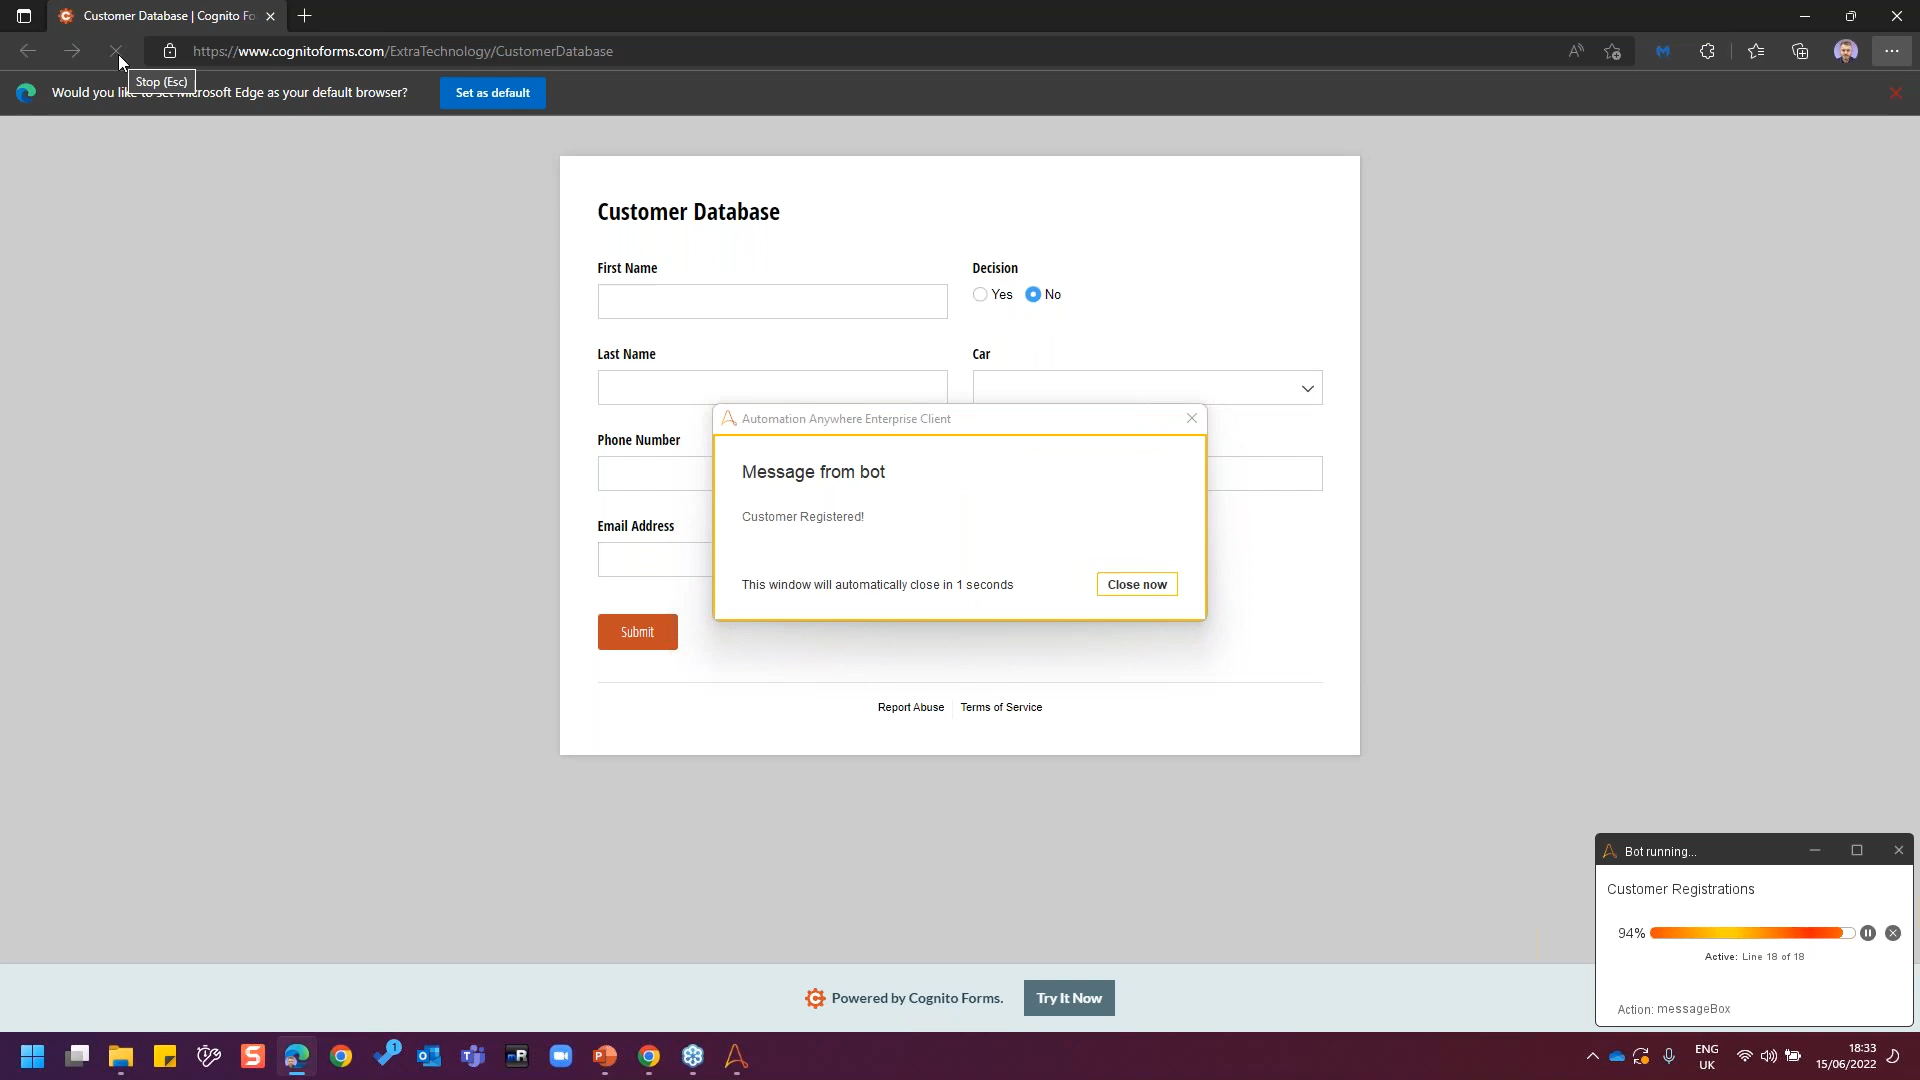 Customer Database | Cognito Fo
https://www.cognitoforms.com/ExtraTechnology/CustomerDatabase
Stop (Esc)
Would you like to set Microsoft Edge as your default browser?
Set as default
Customer Database
First Name
Decision
Yes
No
Last Name
Car
Automation Anywhere Enterprise Client
Phone Number
Message from bot
Customer Registered!
Email Address
This window will automatically close in 1 seconds
Close now
Submit
Report Abuse
Terms of Service
Bot running...
Customer Registrations
94%
Active: Line 18 of 18
Action: messageBox
Powered by Cognito Forms.
Try It Now
1
ENG
UK
18:33
15/06/2022